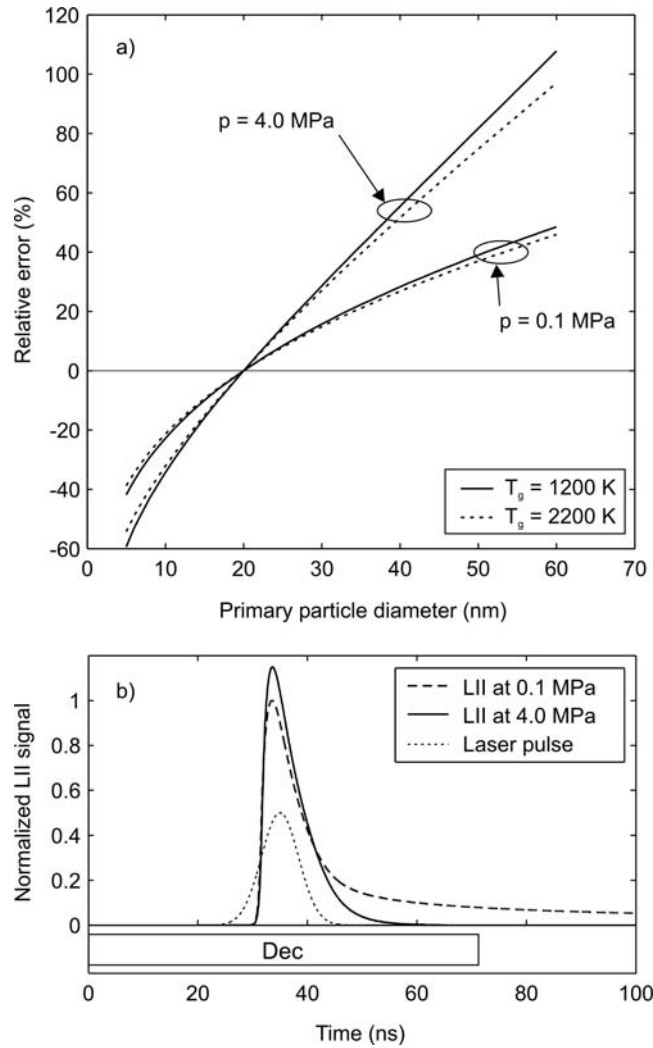 120
100
80
60
40
20
0
-20
-40
-60
Relative error (%)
a)
p = 4.0 MPa
p = 0.1 MPa
Tg = 1200 K
Tg = 2200 K
0 10 20 30 40 50 60 70
Primary particle diameter (nm)
b)
LII at 0.1 MPa
LII at 4.0 MPa
Laser pulse
1
0.8
0.6
0.4
0.2
0
Normalized LII signal
Dec
0 20 40 60 80 100
Time (ns)